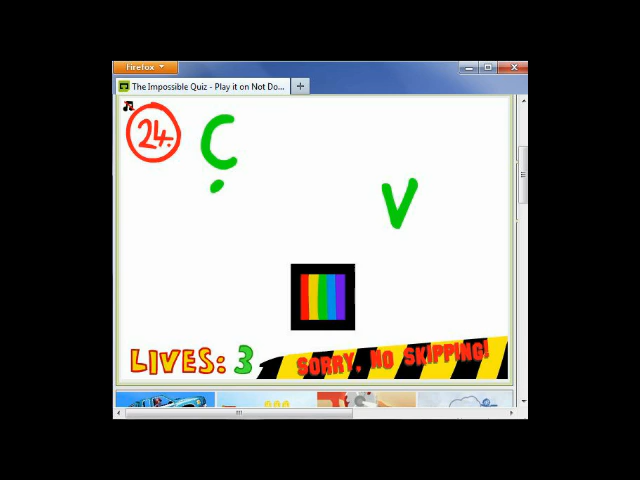 Firefox
The Impossible Quiz - Play it on Not Do...
24.
C
V
LIVES: 3
SORRY, NO SKIPPING!